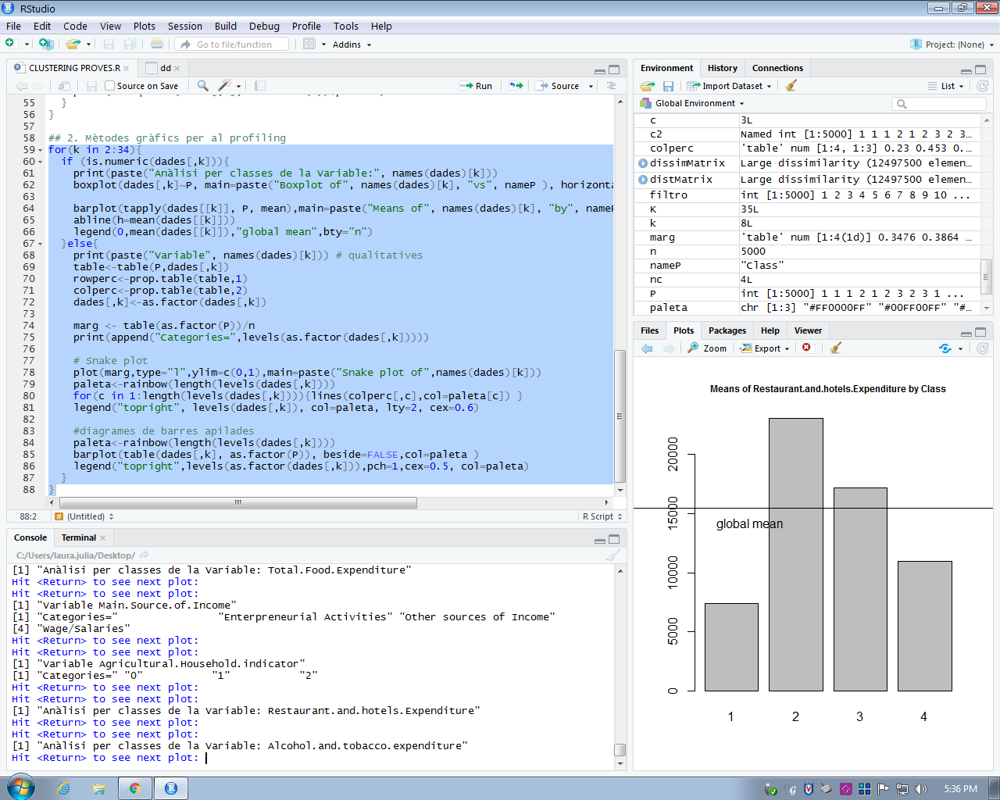 RStudio
File Edit Code View Plots Session Build Debug Profile Tools Help
Go to file/function
Addins
Project: (None)
CLUSTERING PROVES.R
dd
Source on Save
Run
Source
55 }
56 }
57
58 ## 2. Mètodes gràfics per al profiling
59 for(k in 2:34){
60 if (is.numeric(dades[,k])){
61 print(paste("Anàlisi per classes de la Variable:", names(dades)[k]))
62 boxplot(dades[,k]~P, main=paste("Boxplot of", names(dades)[k], "vs", nameP ), horizonta
63
64 barplot(tapply(dades[[k]], P, mean),main=paste("Means of", names(dades)[k], "by", nameP
65 abline(h=mean(dades[[k]]))
66 legend(0,mean(dades[[k]]),"global mean",bty="n")
67 }else{
68 print(paste("Variable", names(dades)[k])) # qualitatives
69 table<-table(P,dades[,k])
70 rowperc<-prop.table(table,1)
71 colperc<-prop.table(table,2)
72 dades[,k]<-as.factor(dades[,k])
73
74 marg <- table(as.factor(P))/n
75 print(append("Categories=",levels(as.factor(dades[,k]))))
76
77 # Snake plot
78 plot(marg,type="l",ylim=c(0,1),main=paste("Snake plot of",names(dades)[k]))
79 paleta<-rainbow(length(levels(dades[,k])))
80 for(c in 1:length(levels(dades[,k]))){lines(colperc[,c],col=paleta[c]) }
81 legend("topright", levels(dades[,k]), col=paleta, lty=2, cex=0.6)
82
83 #diagrames de barres apilades
84 paleta<-rainbow(length(levels(dades[,k])))
85 barplot(table(dades[,k], as.factor(P)), beside=FALSE,col=paleta )
86 legend("topright",levels(as.factor(dades[,k])),pch=1,cex=0.5, col=paleta)
87 }
88 }
88:2 # (Untitled) R Script
Console Terminal
C:/Users/laura.julia/Desktop/
[1] "Anàlisi per classes de la Variable: Total.Food.Expenditure"
Hit <Return> to see next plot:
Hit <Return> to see next plot:
[1] "Variable Main.Source.of.Income"
[1] "Categories=" "Enterpreneurial Activities" "Other sources of Income"
[4] "Wage/Salaries"
Hit <Return> to see next plot:
Hit <Return> to see next plot:
[1] "Variable Agricultural.Household.indicator"
[1] "Categories=" "0" "1" "2"
Hit <Return> to see next plot:
Hit <Return> to see next plot:
[1] "Anàlisi per classes de la Variable: Restaurant.and.hotels.Expenditure"
Hit <Return> to see next plot:
Hit <Return> to see next plot:
[1] "Anàlisi per classes de la Variable: Alcohol.and.tobacco.expenditure"
Hit <Return> to see next plot:
Environment History Connections
Import Dataset
List
Global Environment
c 3L
c2 Named int [1:5000] 1 1 1 2 1 2 3 2 3…
colperc 'table' num [1:4, 1:3] 0.23 0.453 0.…
dissimMatrix Large dissimilarity (12497500 elemen…
distMatrix Large dissimilarity (12497500 elemen…
filtro int [1:5000] 1 2 3 4 5 6 7 8 9 10 ...
K 35L
k 8L
marg 'table' num [1:4(1d)] 0.3476 0.3864 …
n 5000
nameP "Class"
nc 4L
P int [1:5000] 1 1 1 2 1 2 3 2 3 1 ...
paleta chr [1:3] "#FF0000FF" "#00FF00FF" "#…
Files Plots Packages Help Viewer
Zoom
Export
Means of Restaurant.and.hotels.Expenditure by Class
20000
15000
10000
5000
0
global mean
1 2 3 4
5:36 PM